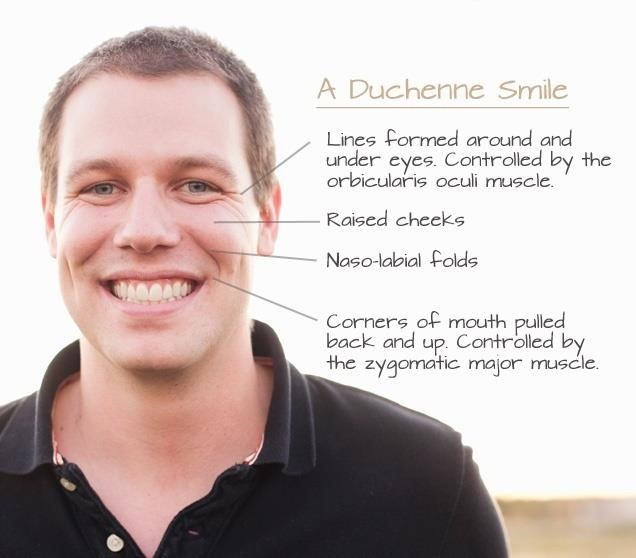 A Duchenne Smile
Lines formed around and
under eyes. Controlled by the
orbicularis oculi muscle.
Raised cheeks
Naso-labial folds
Corners of mouth pulled
back and up. Controlled by
the zygomatic major muscle.